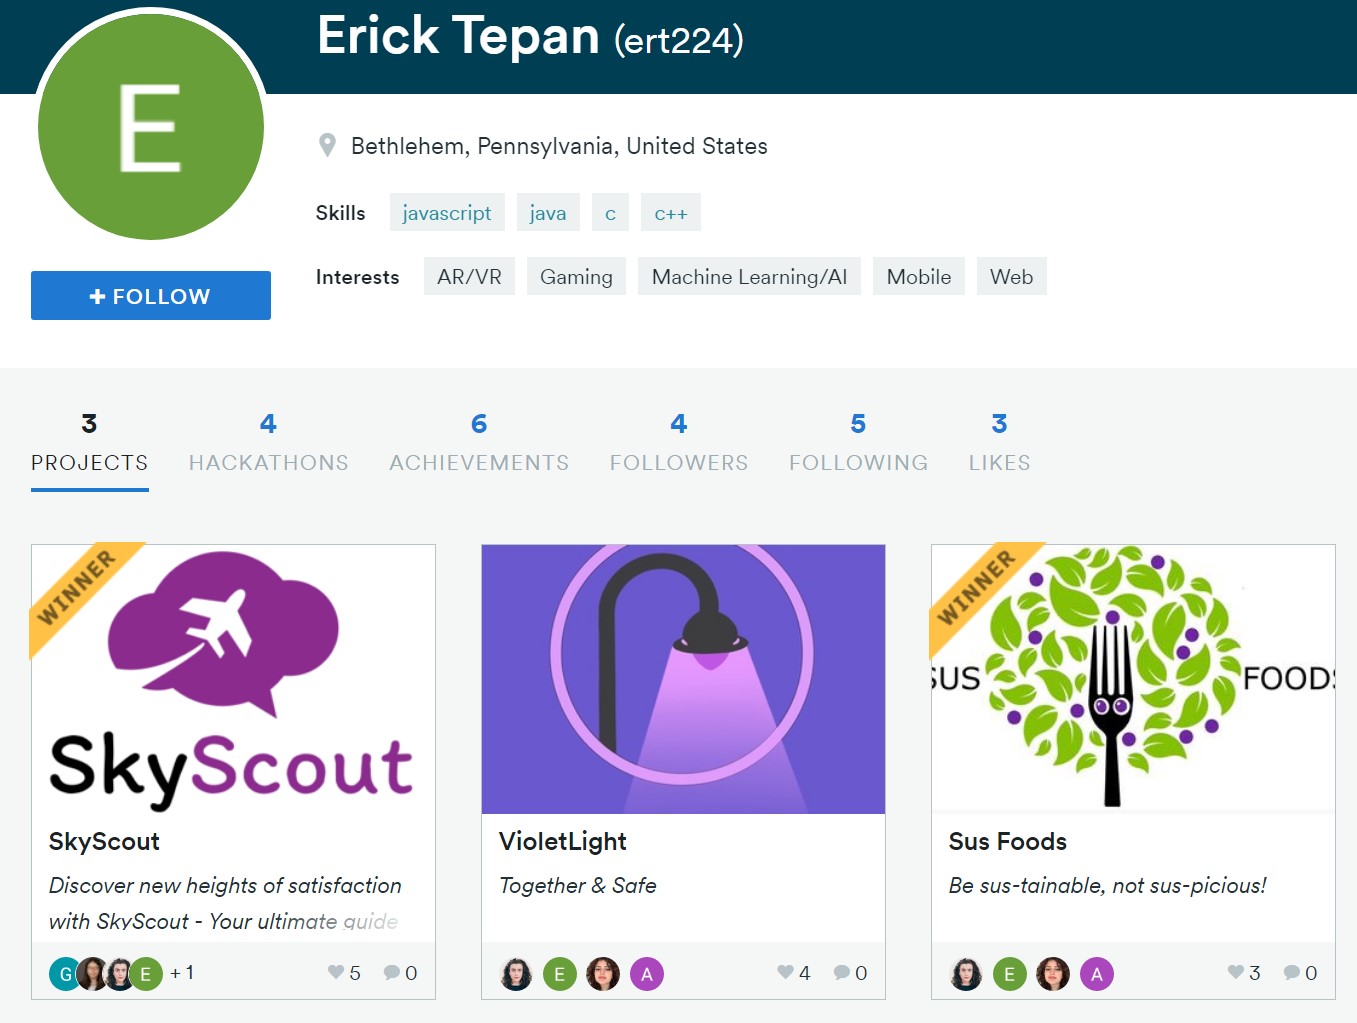 E
Erick Tepan (ert224)
Bethlehem, Pennsylvania, United States
Skills javascript java c c++
Interests AR/VR Gaming Machine Learning/AI Mobile Web
+ FOLLOW
3 4 6 4 5 3
PROJECTS HACKATHONS ACHIEVEMENTS FOLLOWERS FOLLOWING LIKES
WINNER
SkyScout
SkyScout
Discover new heights of satisfaction
with SkyScout - Your ultimate guide
G E + 1 5 0
VioletLight
Together & Safe
E A 4 0
WINNER
SUS FOODS
Sus Foods
Be sus-tainable, not sus-picious!
E A 3 0